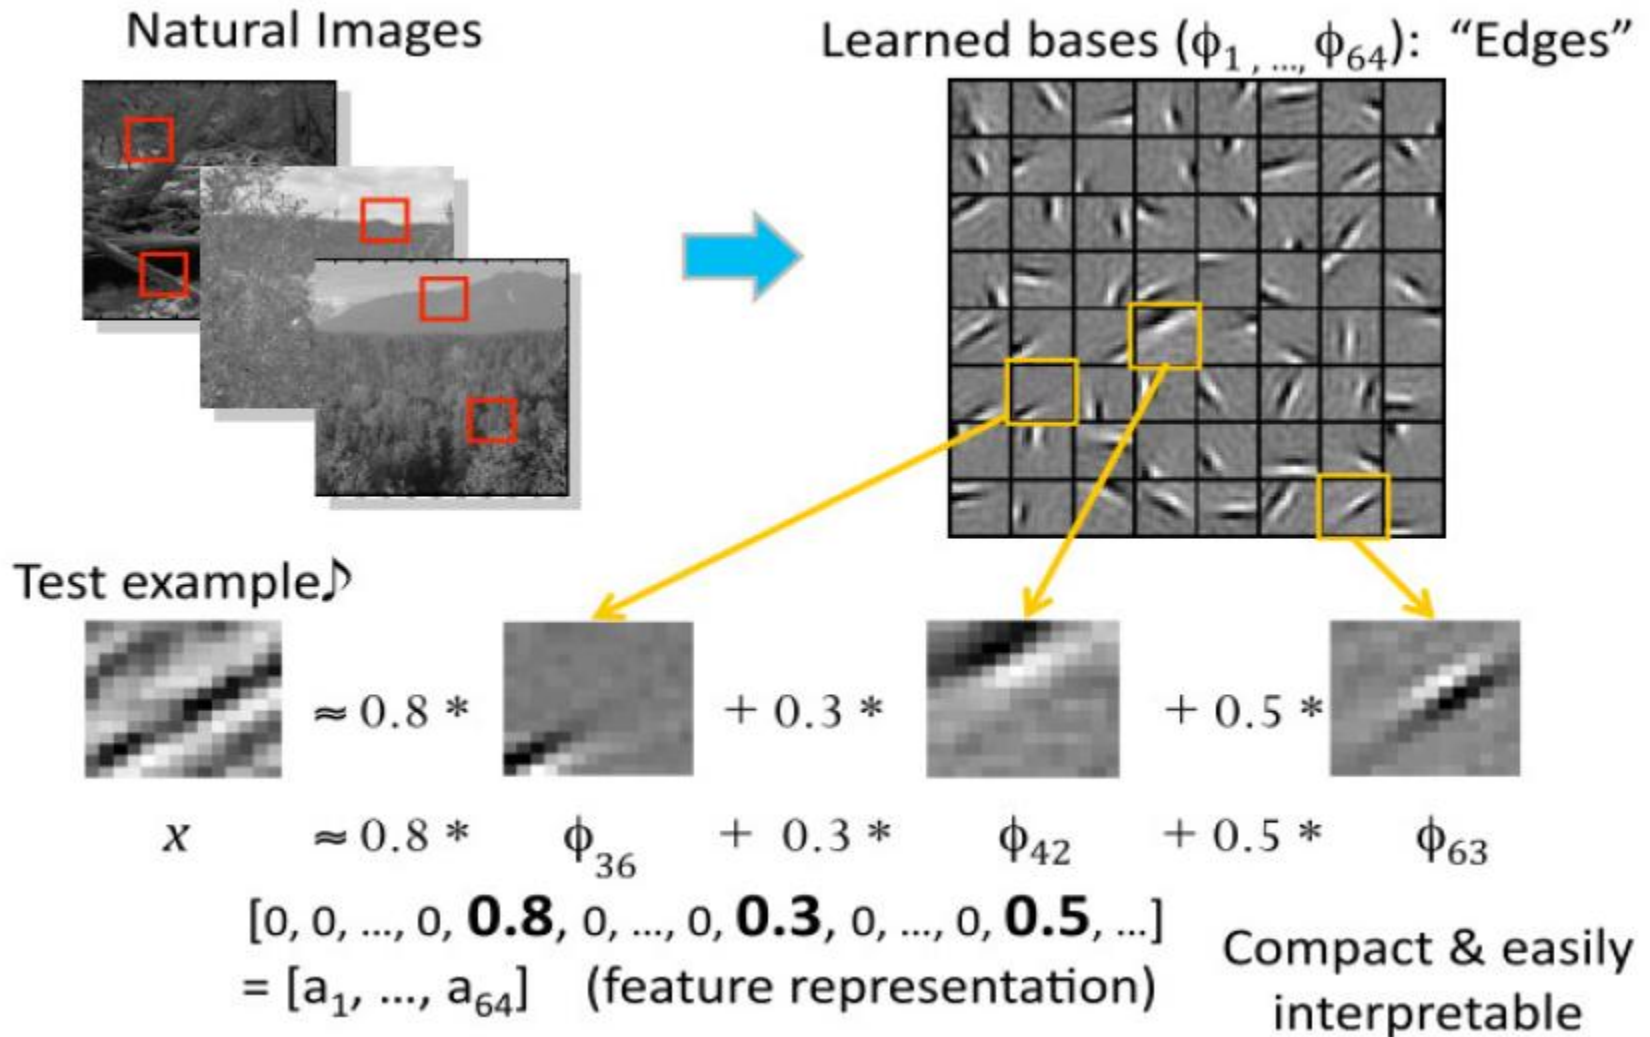 Natural Images
Learned bases (ϕ1 , ..., ϕ64): “Edges”
Test example♪
≈ 0.8 * + 0.3 * + 0.5 *
x ≈ 0.8 * ϕ36 + 0.3 * ϕ42 + 0.5 * ϕ63
[0, 0, ..., 0, 0.8, 0, ..., 0, 0.3, 0, ..., 0, 0.5, ...]
= [a1, ..., a64] (feature representation)
Compact & easily
interpretable